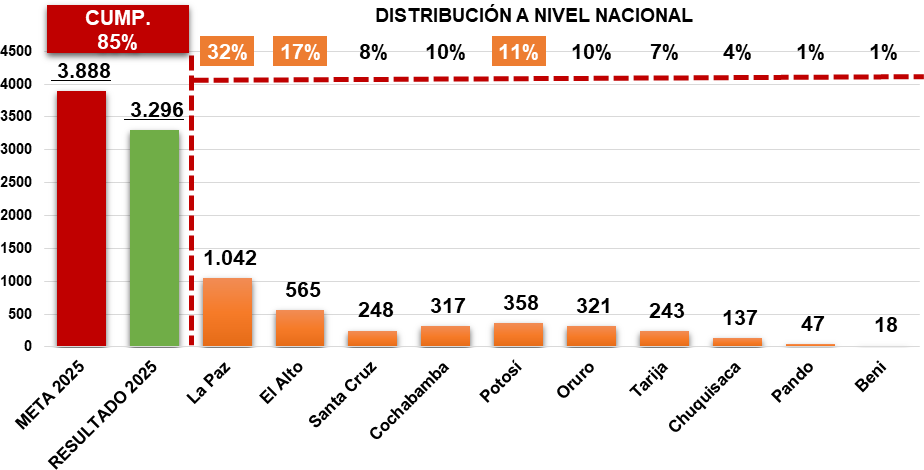 CUMP.
85%
DISTRIBUCIÓN A NIVEL NACIONAL
32% 17% 8% 10% 11% 10% 7% 4% 1% 1%
4500
4000
3500
3000
2500
2000
1500
1000
500
0
3.888
3.296
1.042
565
248
317
358
321
243
137
47
18
META 2025
RESULTADO 2025
La Paz
El Alto
Santa Cruz
Cochabamba
Potosí
Oruro
Tarija
Chuquisaca
Pando
Beni